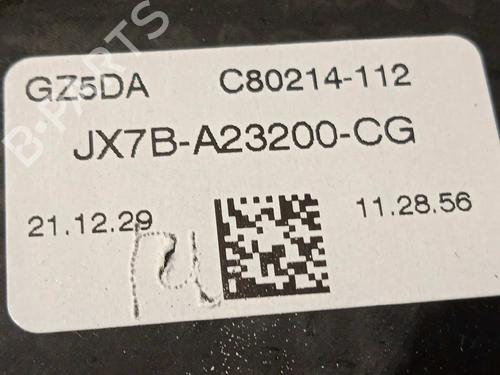 GZ5DA C80214-112
JX7B-A23200-CG
21.12.29 11.28.56
B-PARTS